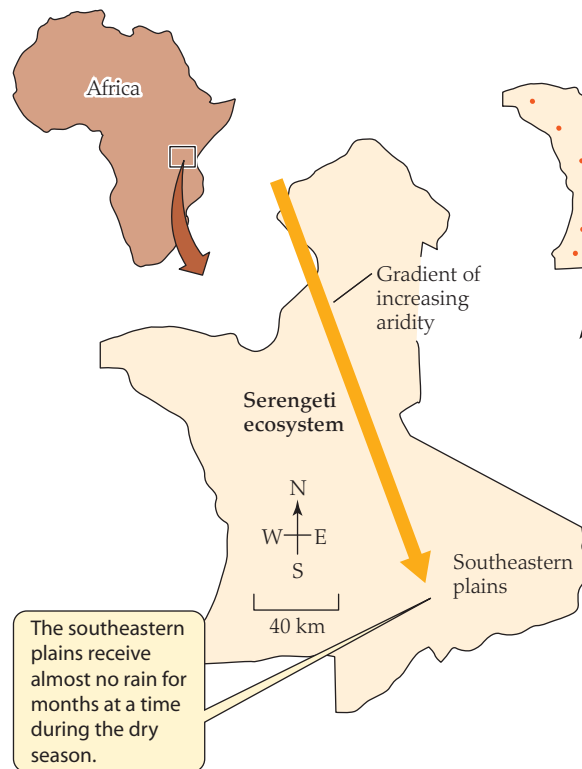 Africa
Gradient of
increasing
aridity
Serengeti
ecosystem
N
W E
S
40 km
Southeastern
plains
The southeastern
plains receive
almost no rain for
months at a time
during the dry
season.